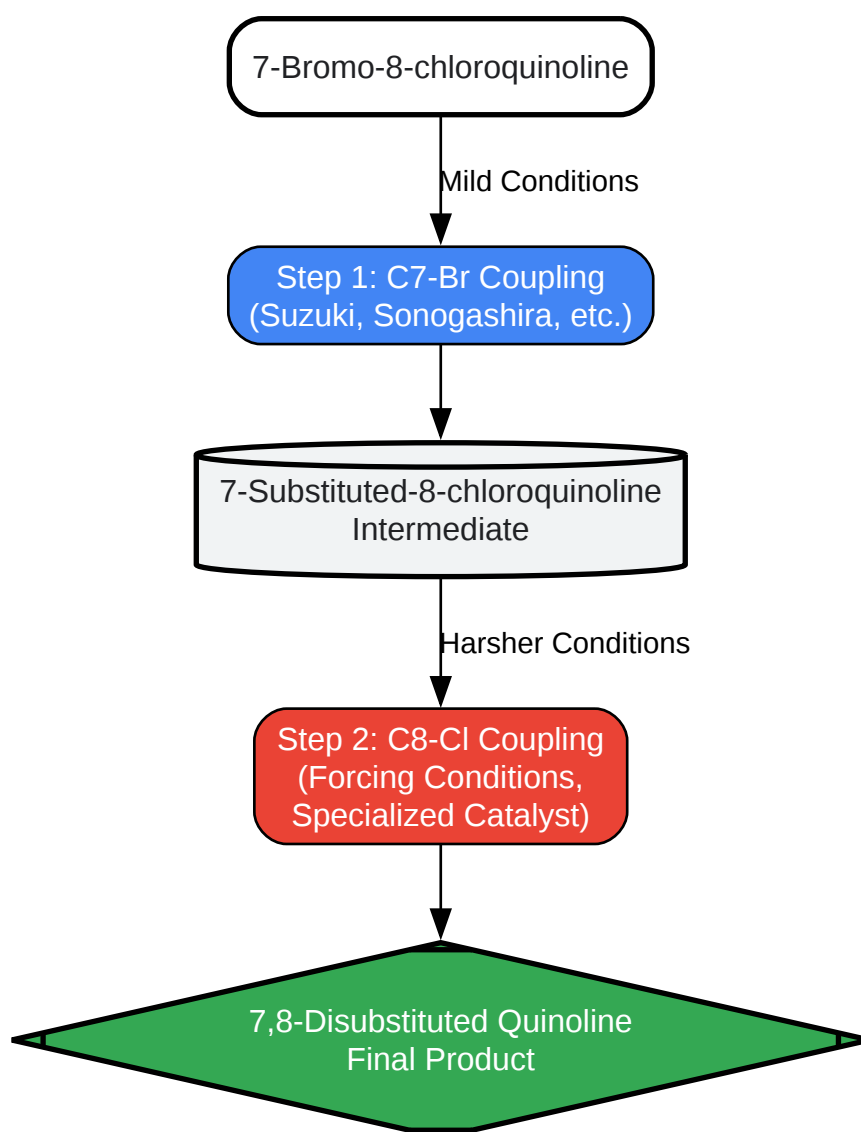 7-Bromo-8-chloroquinoline
Mild Conditions
Step 1: C7-Br Coupling
(Suzuki, Sonogashira, etc.)
7-Substituted-8-chloroquinoline
Intermediate
Harsher Conditions
Step 2: C8-Cl Coupling
(Forcing Conditions,
Specialized Catalyst)
7,8-Disubstituted Quinoline
Final Product